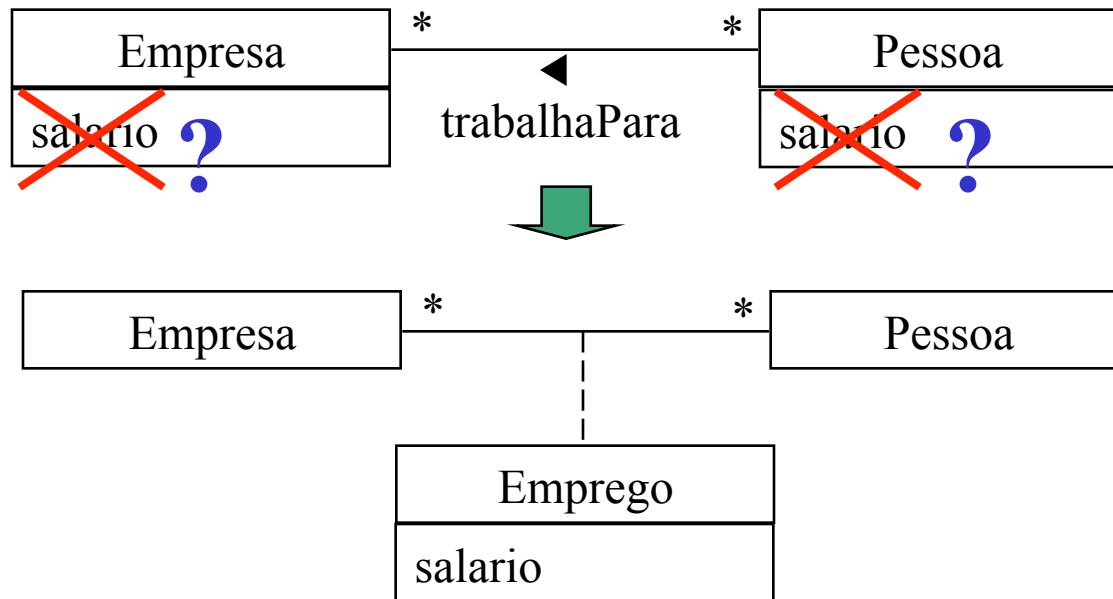 * *
Empresa Pessoa
trabalhaPara
salario ? salario ?
* *
Empresa Pessoa
Emprego
salario